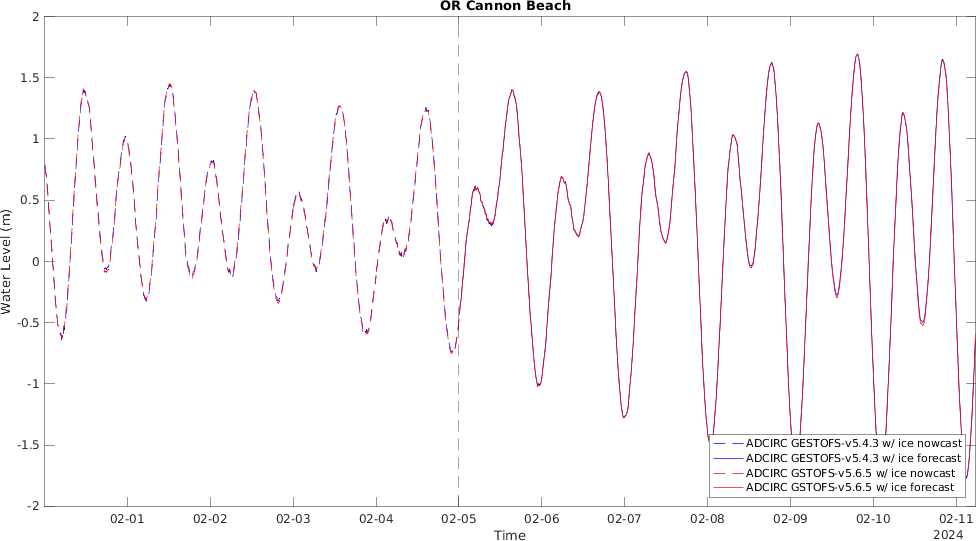 OR Cannon Beach
2
1.5
1
0.5
0
-0.5
-1
-1.5
-2
Water Level (m)
ADCIRC GESTOFS-v5.4.3 w/ ice nowcast
ADCIRC GESTOFS-v5.4.3 w/ ice forecast
ADCIRC GSTOFS-v5.6.5 w/ ice nowcast
ADCIRC GSTOFS-v5.6.5 w/ ice forecast
02-01 02-02 02-03 02-04 02-05 02-06 02-07 02-08 02-09 02-10 02-11
Time
2024